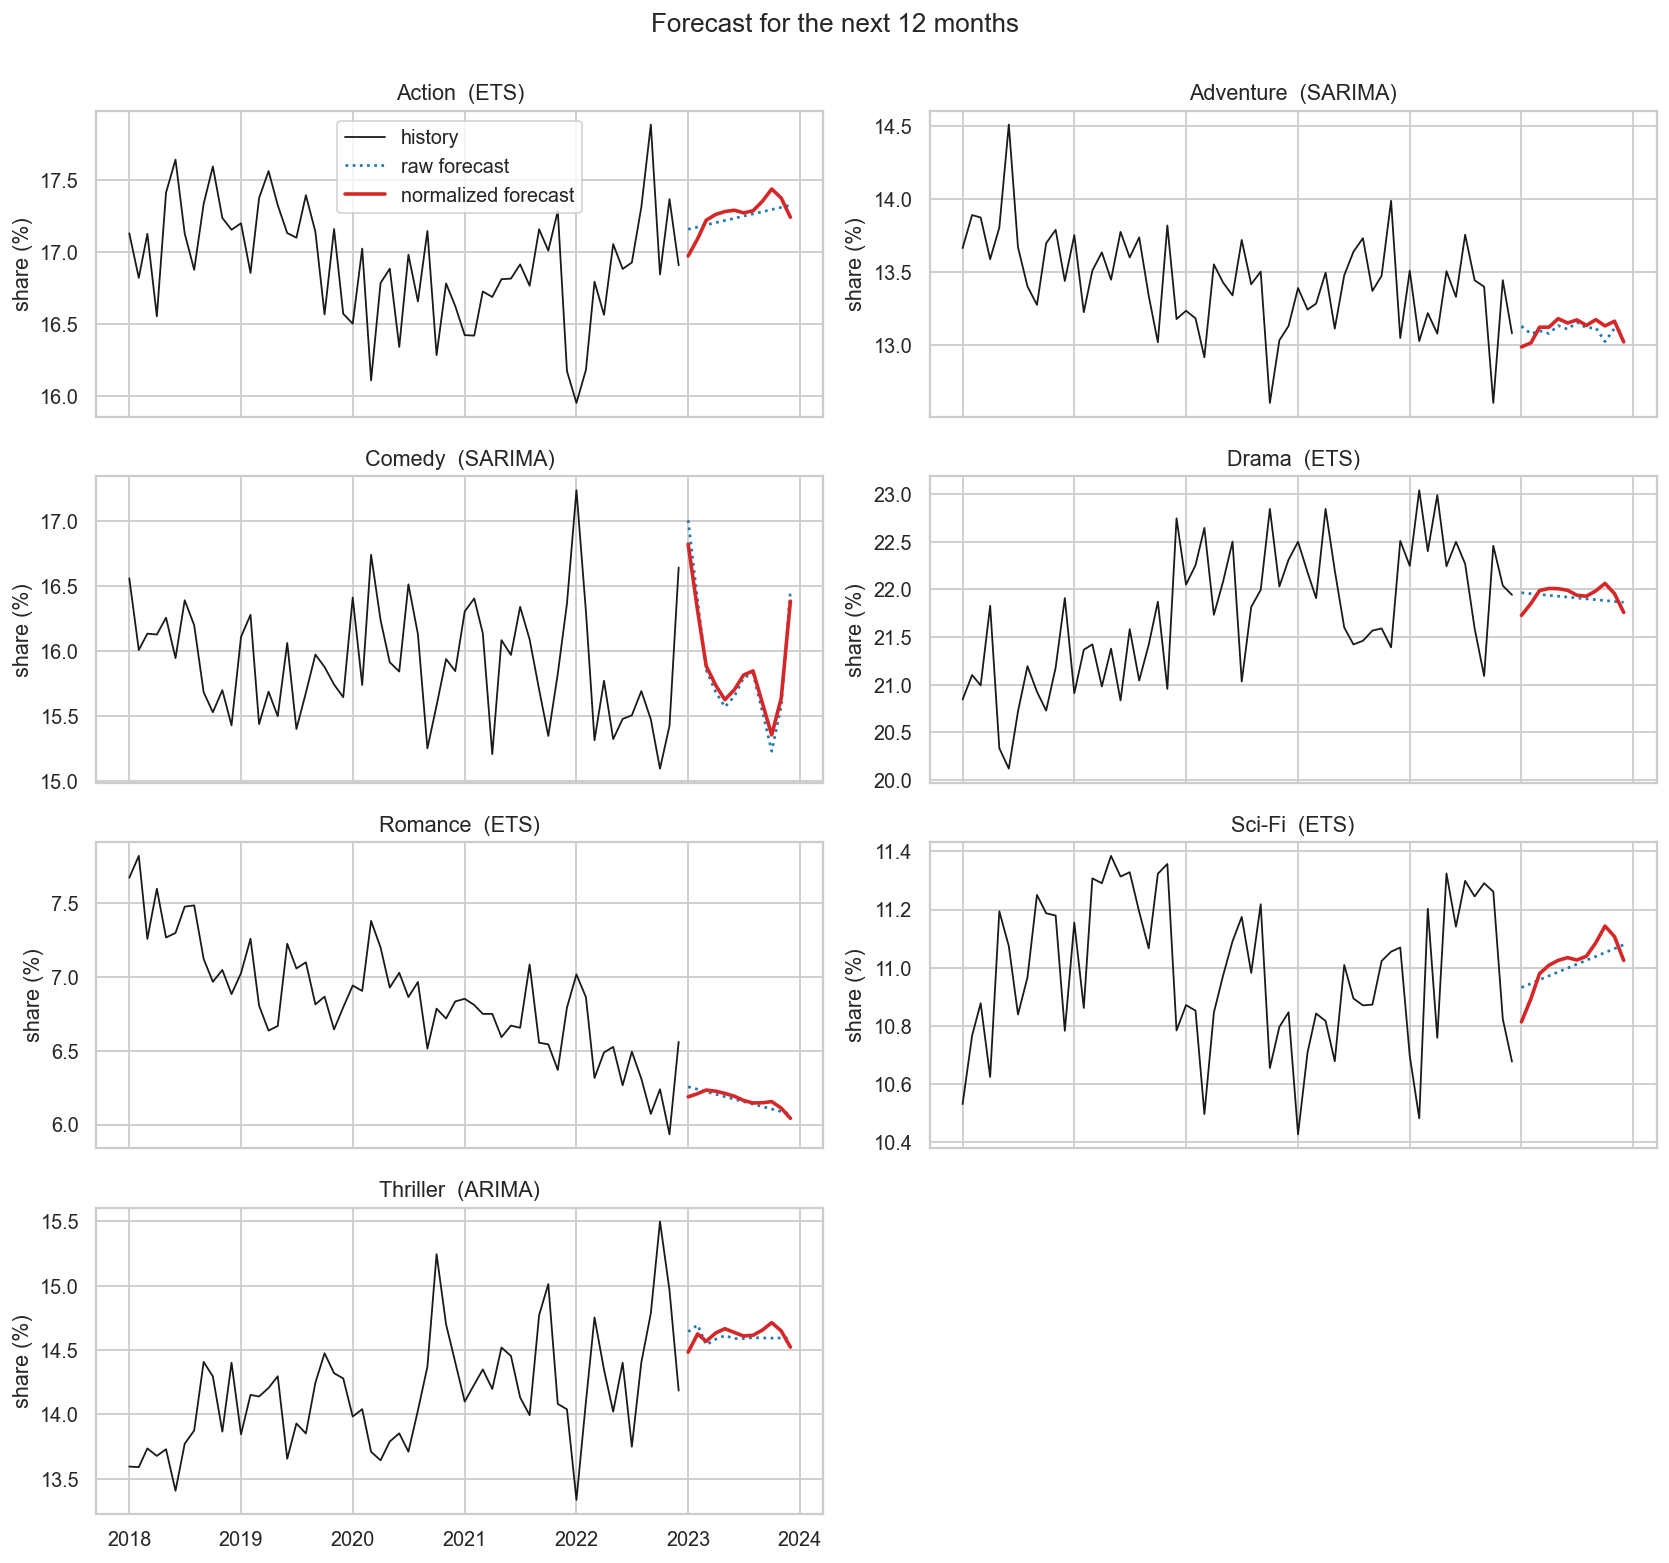 Forecast for the next 12 months
Action (ETS)
history
raw forecast
normalized forecast
share (%)
17.5
17.0
16.5
16.0
Adventure (SARIMA)
share (%)
14.5
14.0
13.5
13.0
Comedy (SARIMA)
share (%)
17.0
16.5
16.0
15.5
15.0
Drama (ETS)
share (%)
23.0
22.5
22.0
21.5
21.0
20.5
20.0
Romance (ETS)
share (%)
7.5
7.0
6.5
6.0
Sci-Fi (ETS)
share (%)
11.4
11.2
11.0
10.8
10.6
10.4
Thriller (ARIMA)
share (%)
15.5
15.0
14.5
14.0
13.5
2018 2019 2020 2021 2022 2023 2024